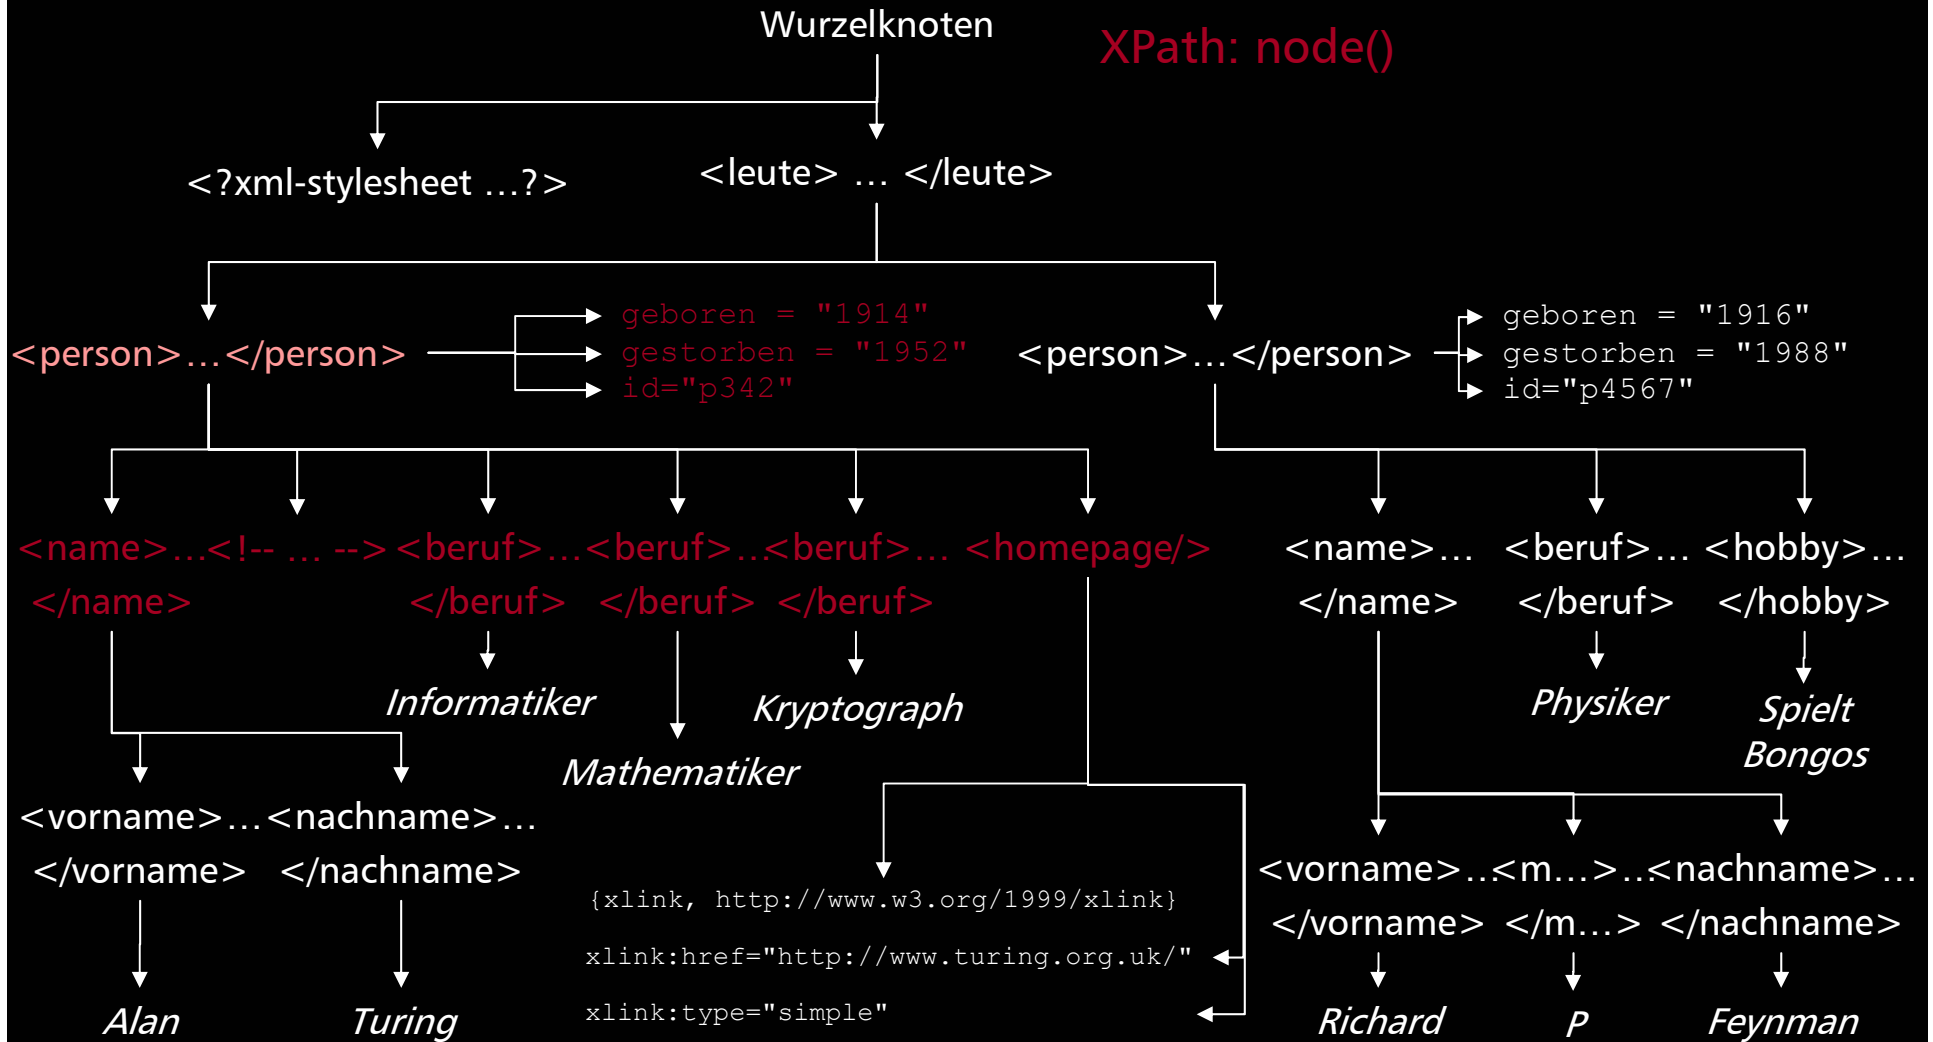 Wurzelknoten
XPath: node()
<?xml-stylesheet …?>
<leute> … </leute>
<person>…</person>
geboren = "1914"
gestorben = "1952"
id="p342"
<person>…</person>
geboren = "1916"
gestorben = "1988"
id="p4567"
<name>…
</name>
<!-- … -->
<beruf>…
</beruf>
<beruf>…
</beruf>
<beruf>…
</beruf>
<homepage/>
<name>…
</name>
<beruf>…
</beruf>
<hobby>…
</hobby>
Informatiker
Mathematiker
Kryptograph
Physiker
Spielt
Bongos
<vorname>…
</vorname>
<nachname>…
</nachname>
{xlink, http://www.w3.org/1999/xlink}
xlink:href="http://www.turing.org.uk/"
xlink:type="simple"
<vorname>…
</vorname>
<m…>…
</m…>
<nachname>…
</nachname>
Alan
Turing
Richard
P
Feynman